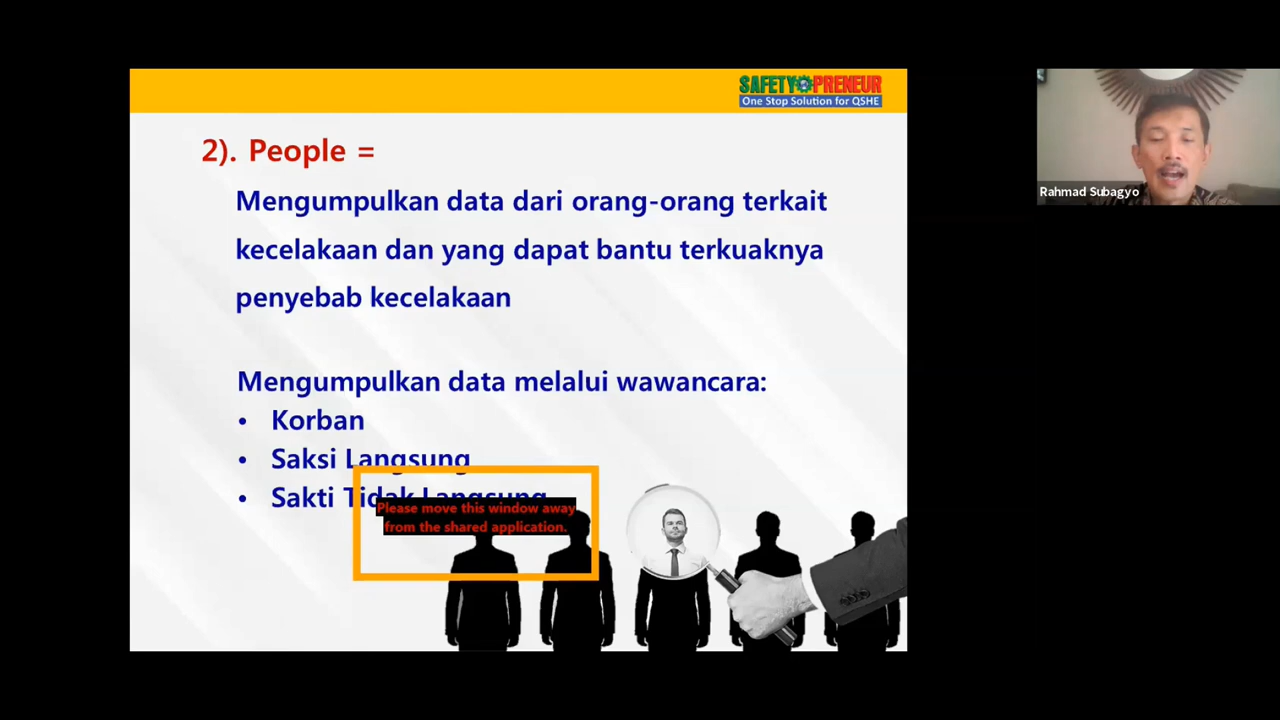 SAFETY PRENEUR
One Stop Solution for QSHE
2). People =
Mengumpulkan data dari orang-orang terkait
kecelakaan dan yang dapat bantu terkuaknya
penyebab kecelakaan
Mengumpulkan data melalui wawancara:
• Korban
• Saksi Langsung
• Sakti Tidak Langsung
Please move this window away
from the shared application.
Rahmad Subagyo